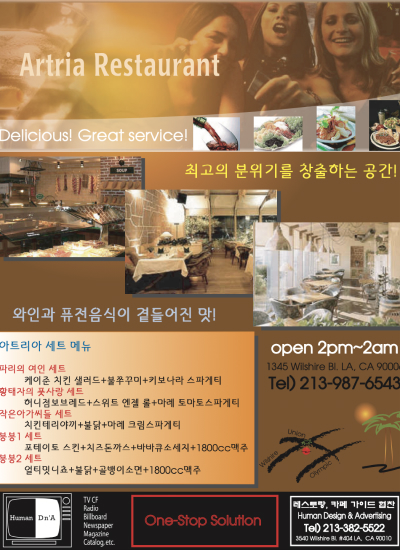 Artria Restaurant
Delicious! Great service!
최고의 분위기를 창출하는 공간!
와인과 퓨전음식이 곁들어진 맛!
아트리아 세트 메뉴
파리의 여인 세트
케이준 치킨 샐러드+불쭈꾸미+키보나라 스파게티
황태자의 풋사랑 세트
허니점보브레드+스위트 엔젤 롤+마레 토마토스파게티
작은아가씨들 세트
치킨테리야끼+불닭+마레 크림스파게티
붕붕1 세트
포테이토 스킨+치즈돈까스+바바큐소세지+1800cc맥주
붕붕2 세트
얼티밋니쵸+불닭+골뱅이소면+1800cc맥주
open 2pm~2am
1345 Wilshire Bl. LA, CA 90004
Tel) 213-987-6543
Wilshire
Olympic
Human D n'A
TV CF
Radio
Billboard
Newspaper
Magazine
Catalog,etc.
One-Stop Solution
레스토랑, 카페 가이드 협찬
Human Design & Advertising
Tel) 213-382-5522
3540 Wilshire Bl. #404 LA, CA 90010